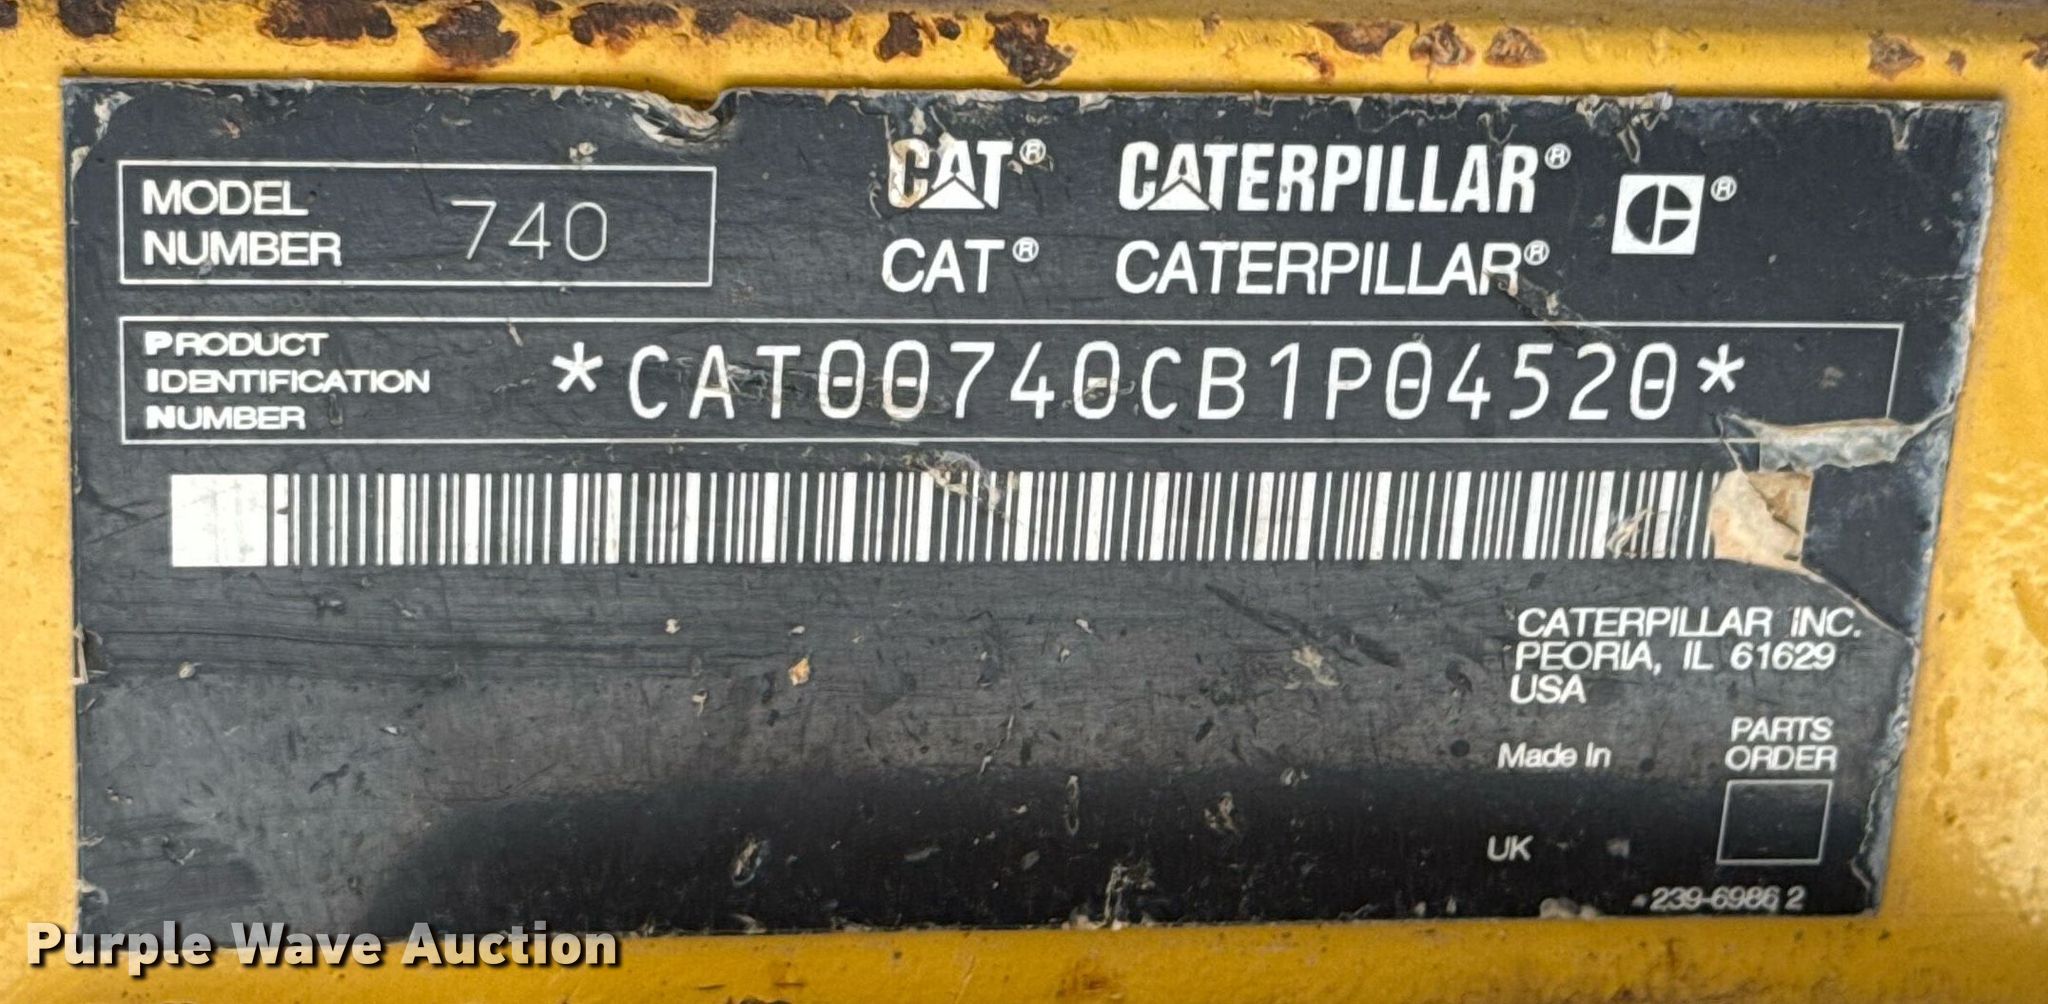 MODEL NUMBER 740
CAT® CATERPILLAR® ®
CAT® CATERPILLAR®
PRODUCT
IDENTIFICATION
NUMBER
*CAT00740CB1P04520*
CATERPILLAR INC.
PEORIA, IL 61629
USA
Made In
PARTS
ORDER
UK
239-6986 2
Purple Wave Auction